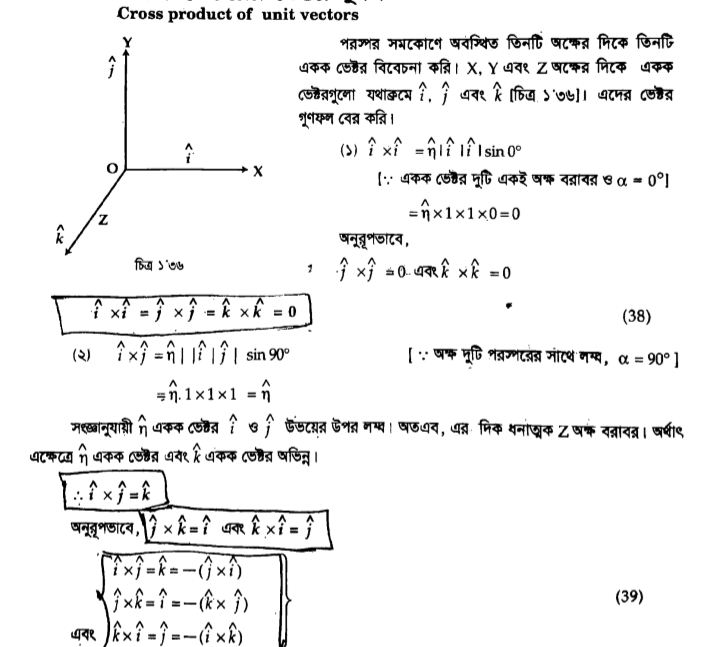 Cross product of unit vectors
Y
ĵ
O
î
X
Z
k̂
চিত্র ১'৩৬
পরস্পর সমকোণে অবস্থিত তিনটি অক্ষের দিকে তিনটি
একক ভেক্টর বিবেচনা করি। X, Y এবং Z অক্ষের দিকে একক
ভেক্টরগুলো যথাক্রমে î, ĵ এবং k̂ [চিত্র ১'৩৬]। এদের ভেক্টর
গুণফল বের করি।
(১) î × î = η̂ |î |î | sin 0°
[∵ একক ভেক্টর দুটি একই অক্ষ বরাবর ও α = 0°]
= η̂ × 1 × 1 × 0 = 0
অনুরূপভাবে,
ĵ × ĵ = 0 এবং k̂ × k̂ = 0
î × î = ĵ × ĵ = k̂ × k̂ = 0
(38)
(২) î × ĵ = η̂ | |î | ĵ | sin 90° [∵ অক্ষ দুটি পরস্পরের সাথে লম্ব, α = 90°]
= η̂. 1 × 1 × 1 = η̂
সংজ্ঞানুযায়ী η̂ একক ভেক্টর î ও ĵ উভয়ের উপর লম্ব। অতএব, এর দিক ধনাত্মক Z অক্ষ বরাবর। অর্থাৎ
এক্ষেত্রে η̂ একক ভেক্টর এবং k̂ একক ভেক্টর অভিন্ন।
∴ î × ĵ = k̂
অনুরূপভাবে, ĵ × k̂ = î এবং k̂ × î = ĵ
î × ĵ = k̂ = −(ĵ × î)
ĵ × k̂ = î = −(k̂ × ĵ)
(39)
এবং k̂ × î = ĵ = −(î × k̂)